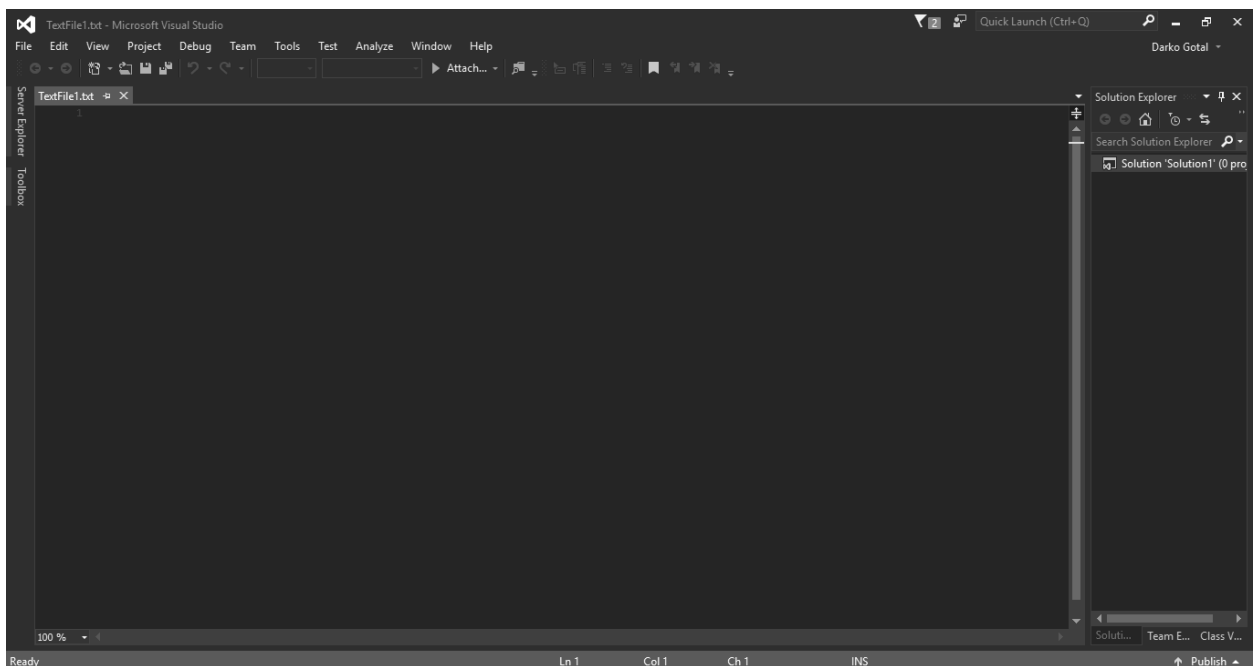 TextFile1.txt - Microsoft Visual Studio
2
Quick Launch (Ctrl+Q)
File Edit View Project Debug Team Tools Test Analyze Window Help
Darko Gotal
Attach...
Server Explorer
Toolbox
TextFile1.txt
1
Solution Explorer
Search Solution Explorer
Solution 'Solution1' (0 pro
100 %
Soluti... Team E... Class V...
Ready Ln 1 Col 1 Ch 1 INS Publish